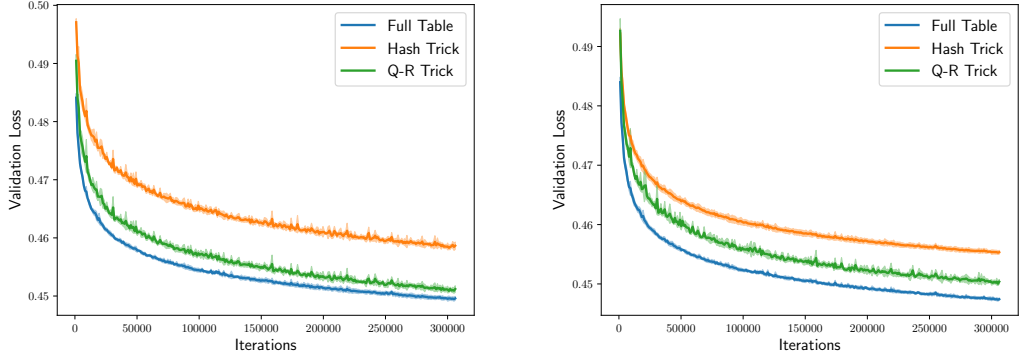 0.50
0.49
0.48
0.47
0.46
0.45
Validation Loss
0 50000 100000 150000 200000 250000 300000
Iterations
Full Table
Hash Trick
Q-R Trick
0.49
0.48
0.47
0.46
0.45
Validation Loss
0 50000 100000 150000 200000 250000 300000
Iterations
Full Table
Hash Trick
Q-R Trick